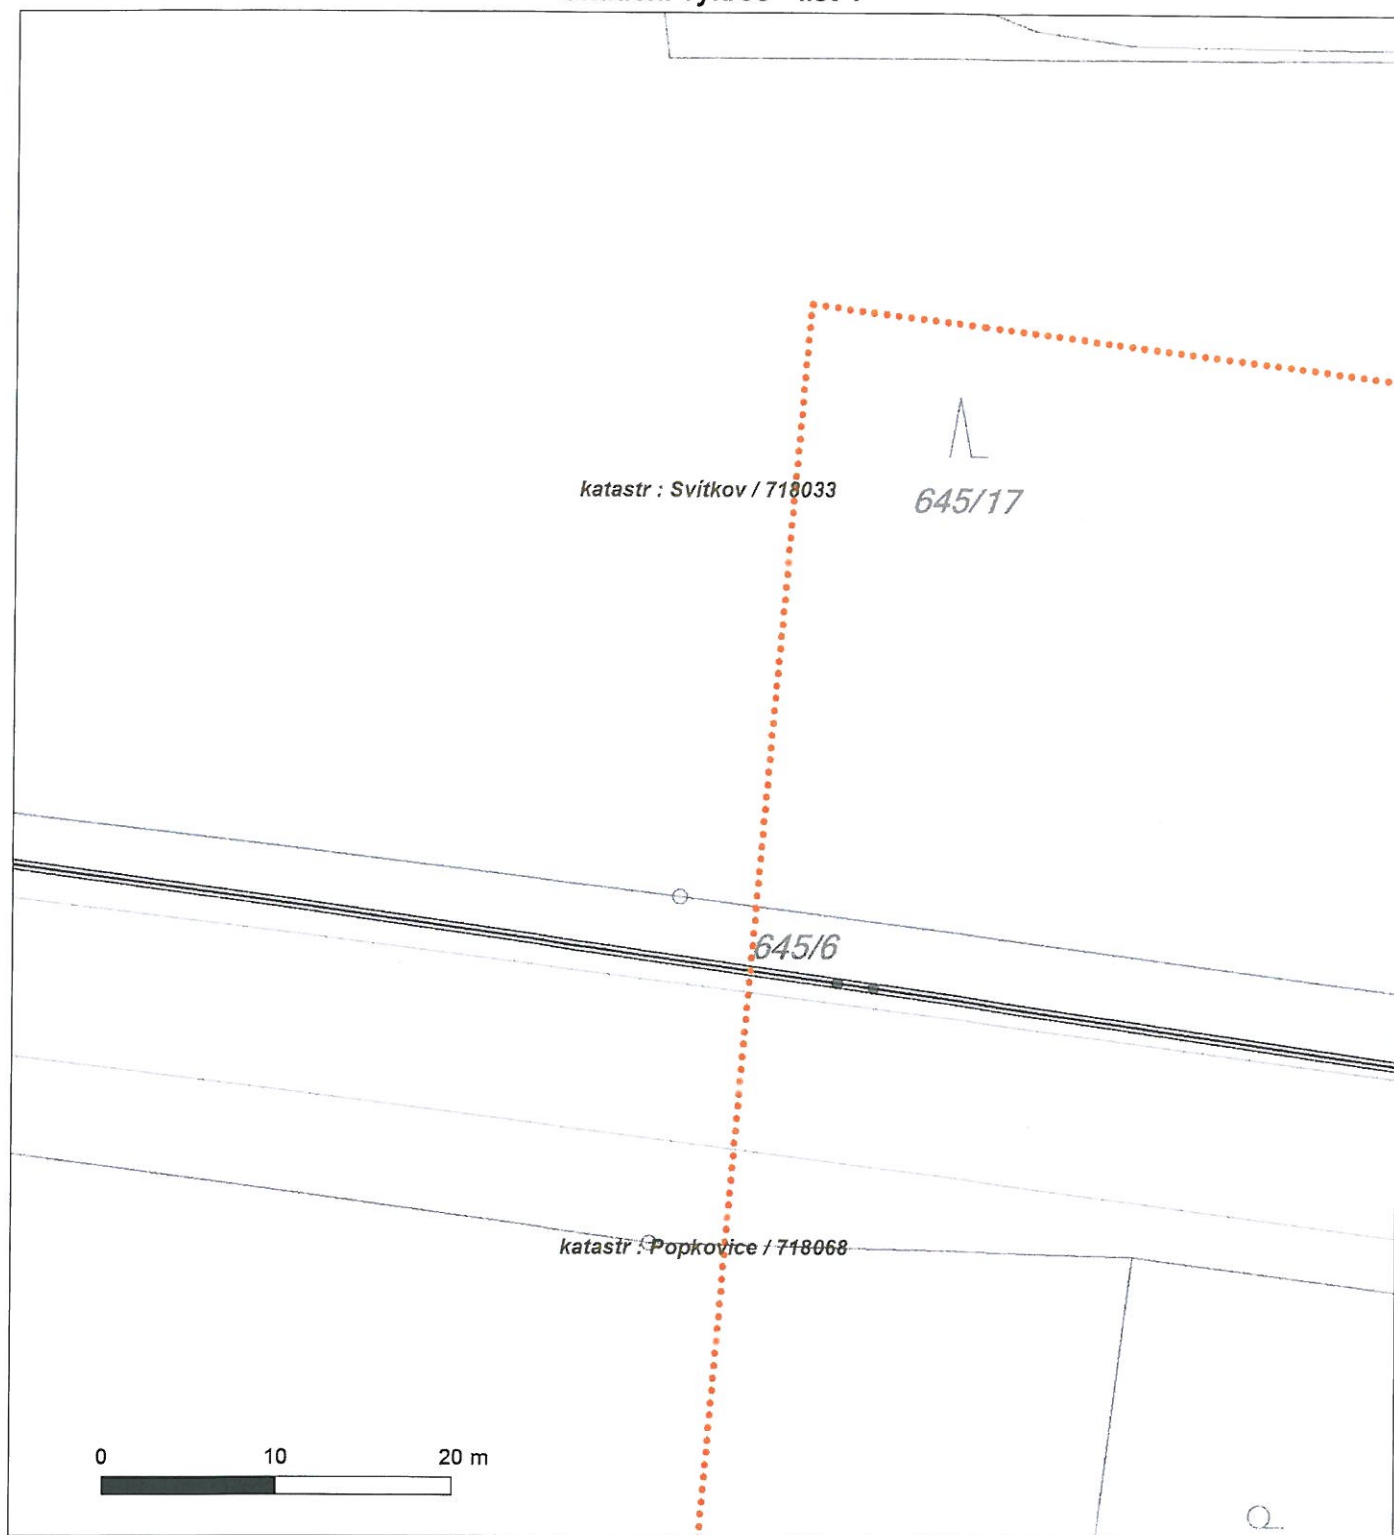 katastr : Svítkov / 718033
645/17
645/6
katastr : Popkovice / 718068
0 10 20 m